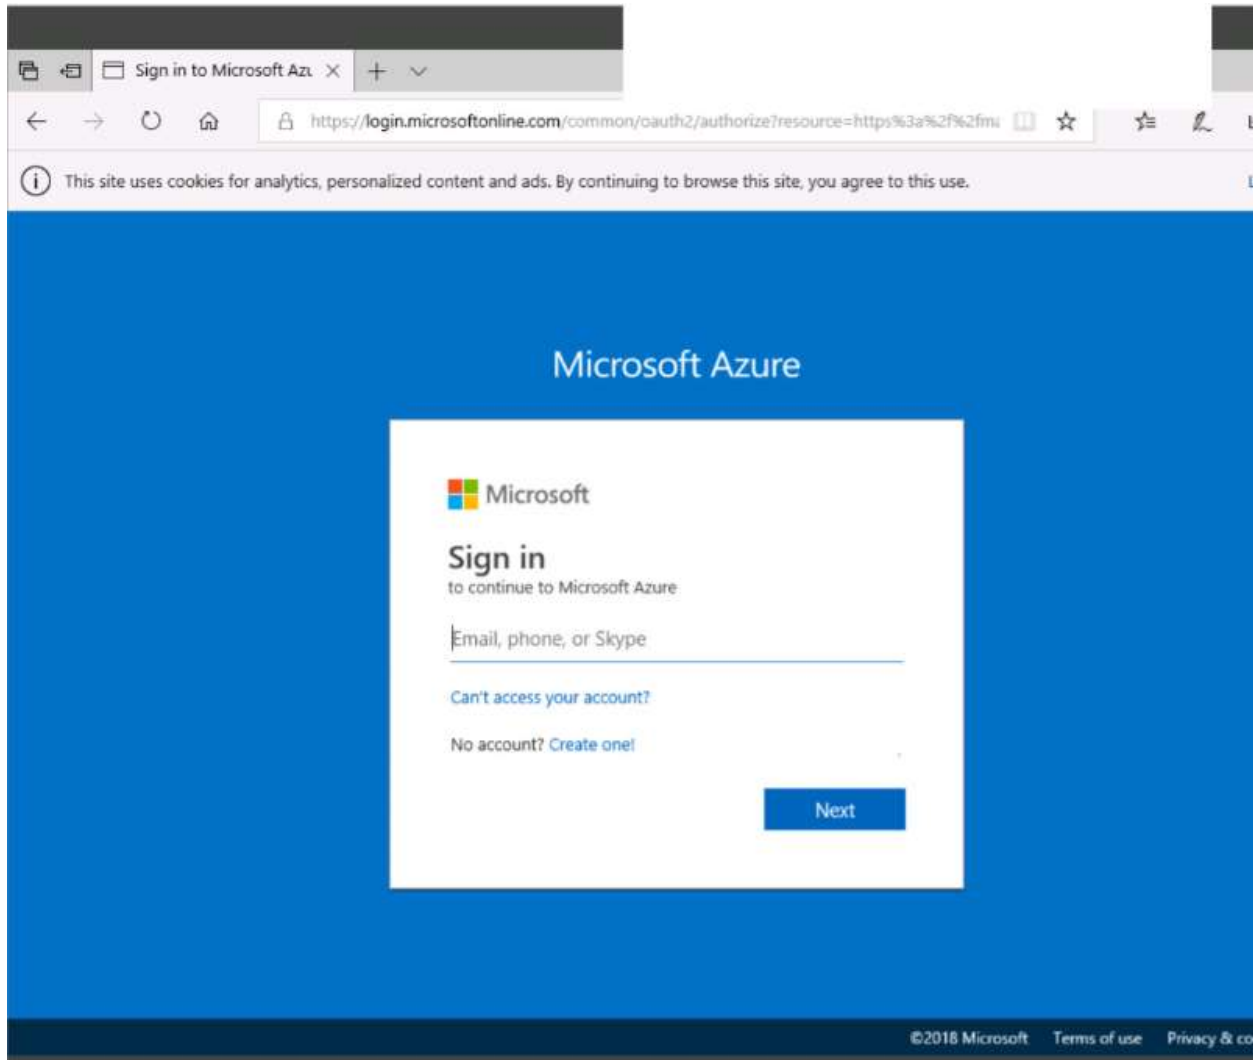 Sign in to Microsoft Azu
https://login.microsoftonline.com/common/oauth2/authorize?resource=https%3a%2f%2fma
This site uses cookies for analytics, personalized content and ads. By continuing to browse this site, you agree to this use.
Microsoft Azure
Microsoft
Sign in
to continue to Microsoft Azure
Email, phone, or Skype
Can't access your account?
No account? Create one!
Next
©2018 Microsoft Terms of use Privacy & co